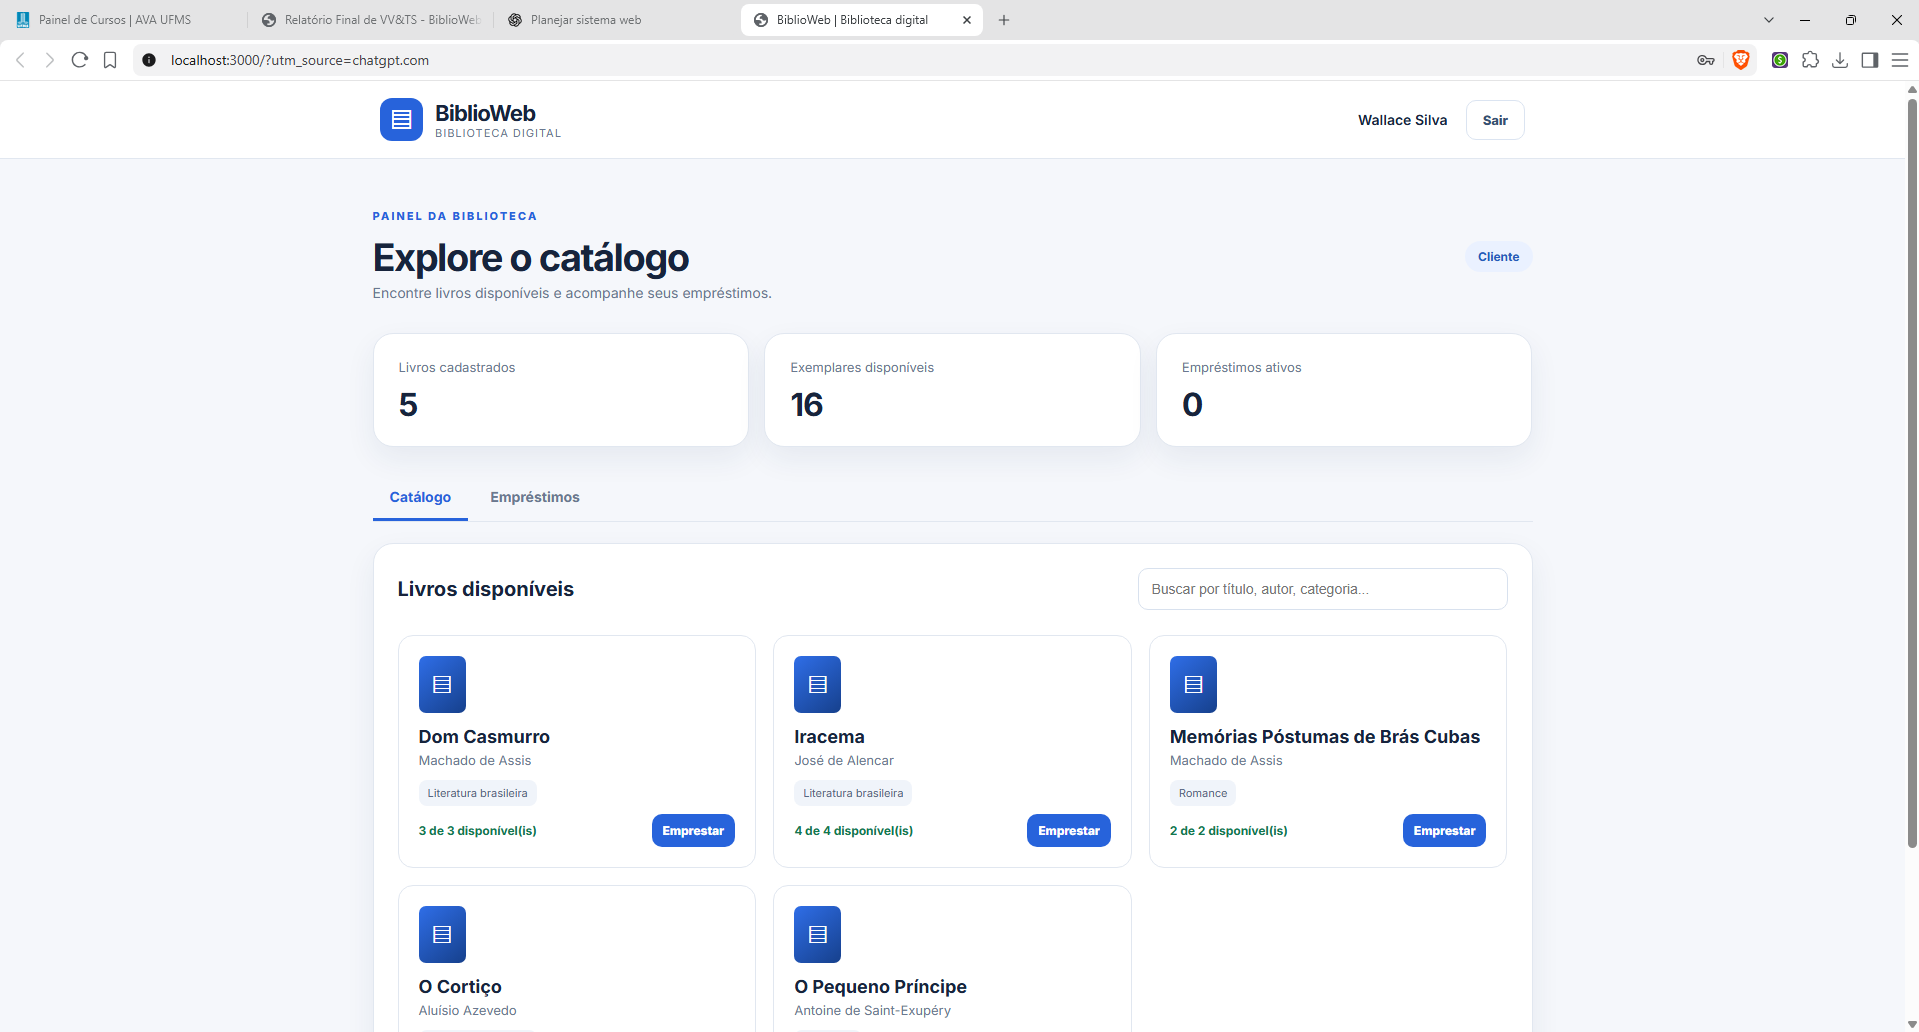 Painel de Cursos | AVA UFMS
Relatório Final de VV&TS - BiblioWeb
Planejar sistema web
BiblioWeb | Biblioteca digital
localhost:3000/?utm_source=chatgpt.com
BiblioWeb
BIBLIOTECA DIGITAL
Wallace Silva
Sair
PAINEL DA BIBLIOTECA
Explore o catálogo
Cliente
Encontre livros disponíveis e acompanhe seus empréstimos.
Livros cadastrados
5
Exemplares disponíveis
16
Empréstimos ativos
0
Catálogo
Empréstimos
Livros disponíveis
Buscar por título, autor, categoria...
Dom Casmurro
Machado de Assis
Literatura brasileira
3 de 3 disponível(is)
Emprestar
Iracema
José de Alencar
Literatura brasileira
4 de 4 disponível(is)
Emprestar
Memórias Póstumas de Brás Cubas
Machado de Assis
Romance
2 de 2 disponível(is)
Emprestar
O Cortiço
Aluísio Azevedo
O Pequeno Príncipe
Antoine de Saint-Exupéry